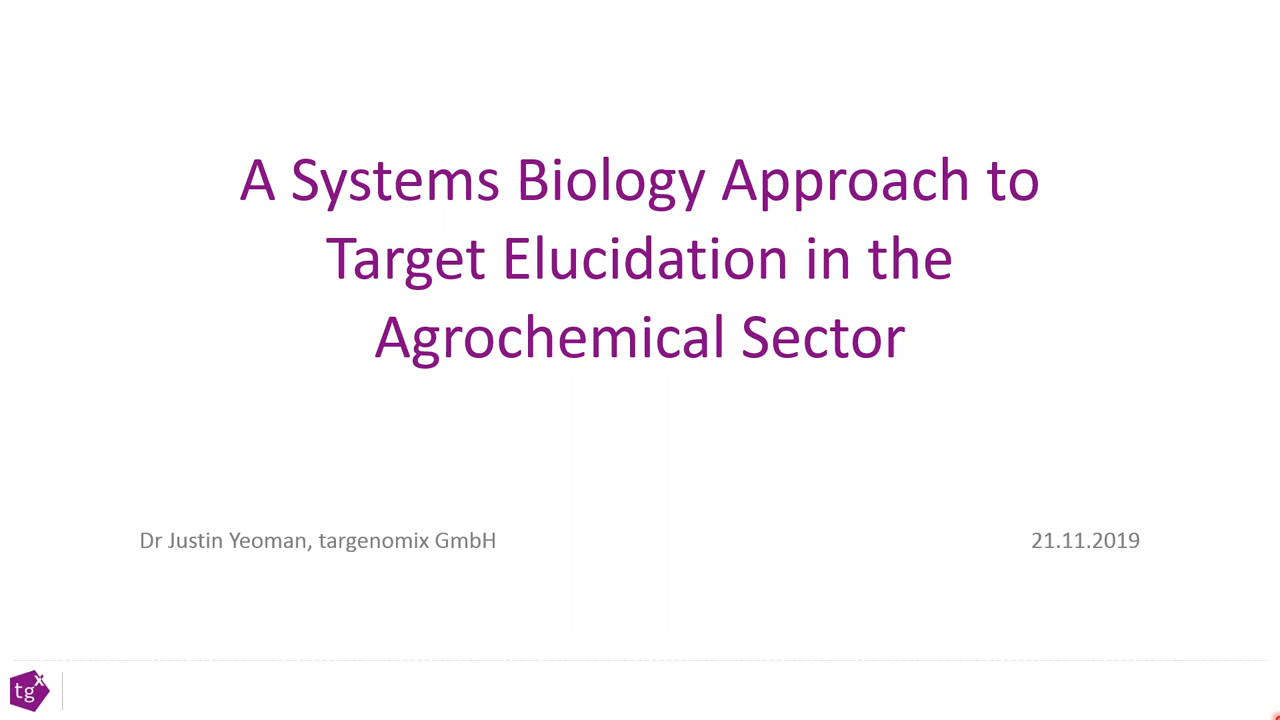 A Systems Biology Approach to
Target Elucidation in the
Agrochemical Sector
Dr Justin Yeoman, targenomix GmbH
21.11.2019
tgx